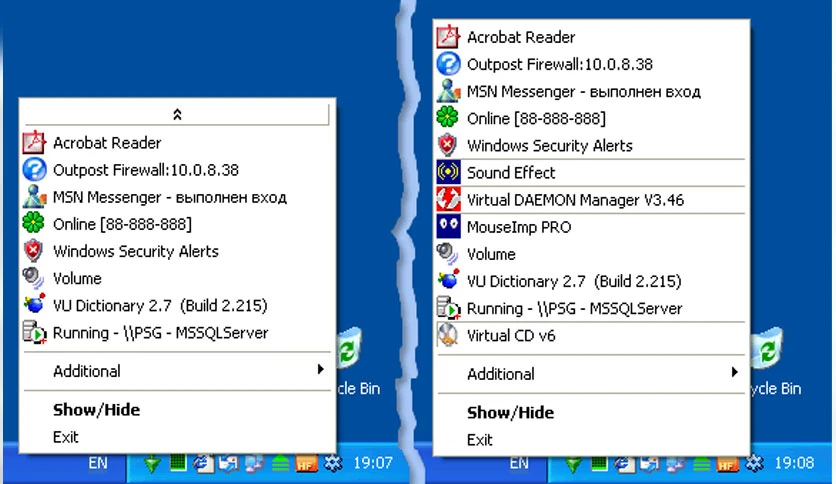 Acrobat Reader
Outpost Firewall:10.0.8.38
MSN Messenger - выполнен вход
Online [88-888-888]
Windows Security Alerts
Volume
VU Dictionary 2.7 (Build 2.215)
Running - \\PSG - MSSQLServer
Additional
cle Bin
Show/Hide
Exit
EN
HF
19:07
Acrobat Reader
Outpost Firewall:10.0.8.38
MSN Messenger - выполнен вход
Online [88-888-888]
Windows Security Alerts
Sound Effect
Virtual DAEMON Manager V3.46
MouseImp PRO
Volume
VU Dictionary 2.7 (Build 2.215)
Running - \\PSG - MSSQLServer
Virtual CD v6
Additional
ycle Bin
Show/Hide
Exit
EN
HF
19:08